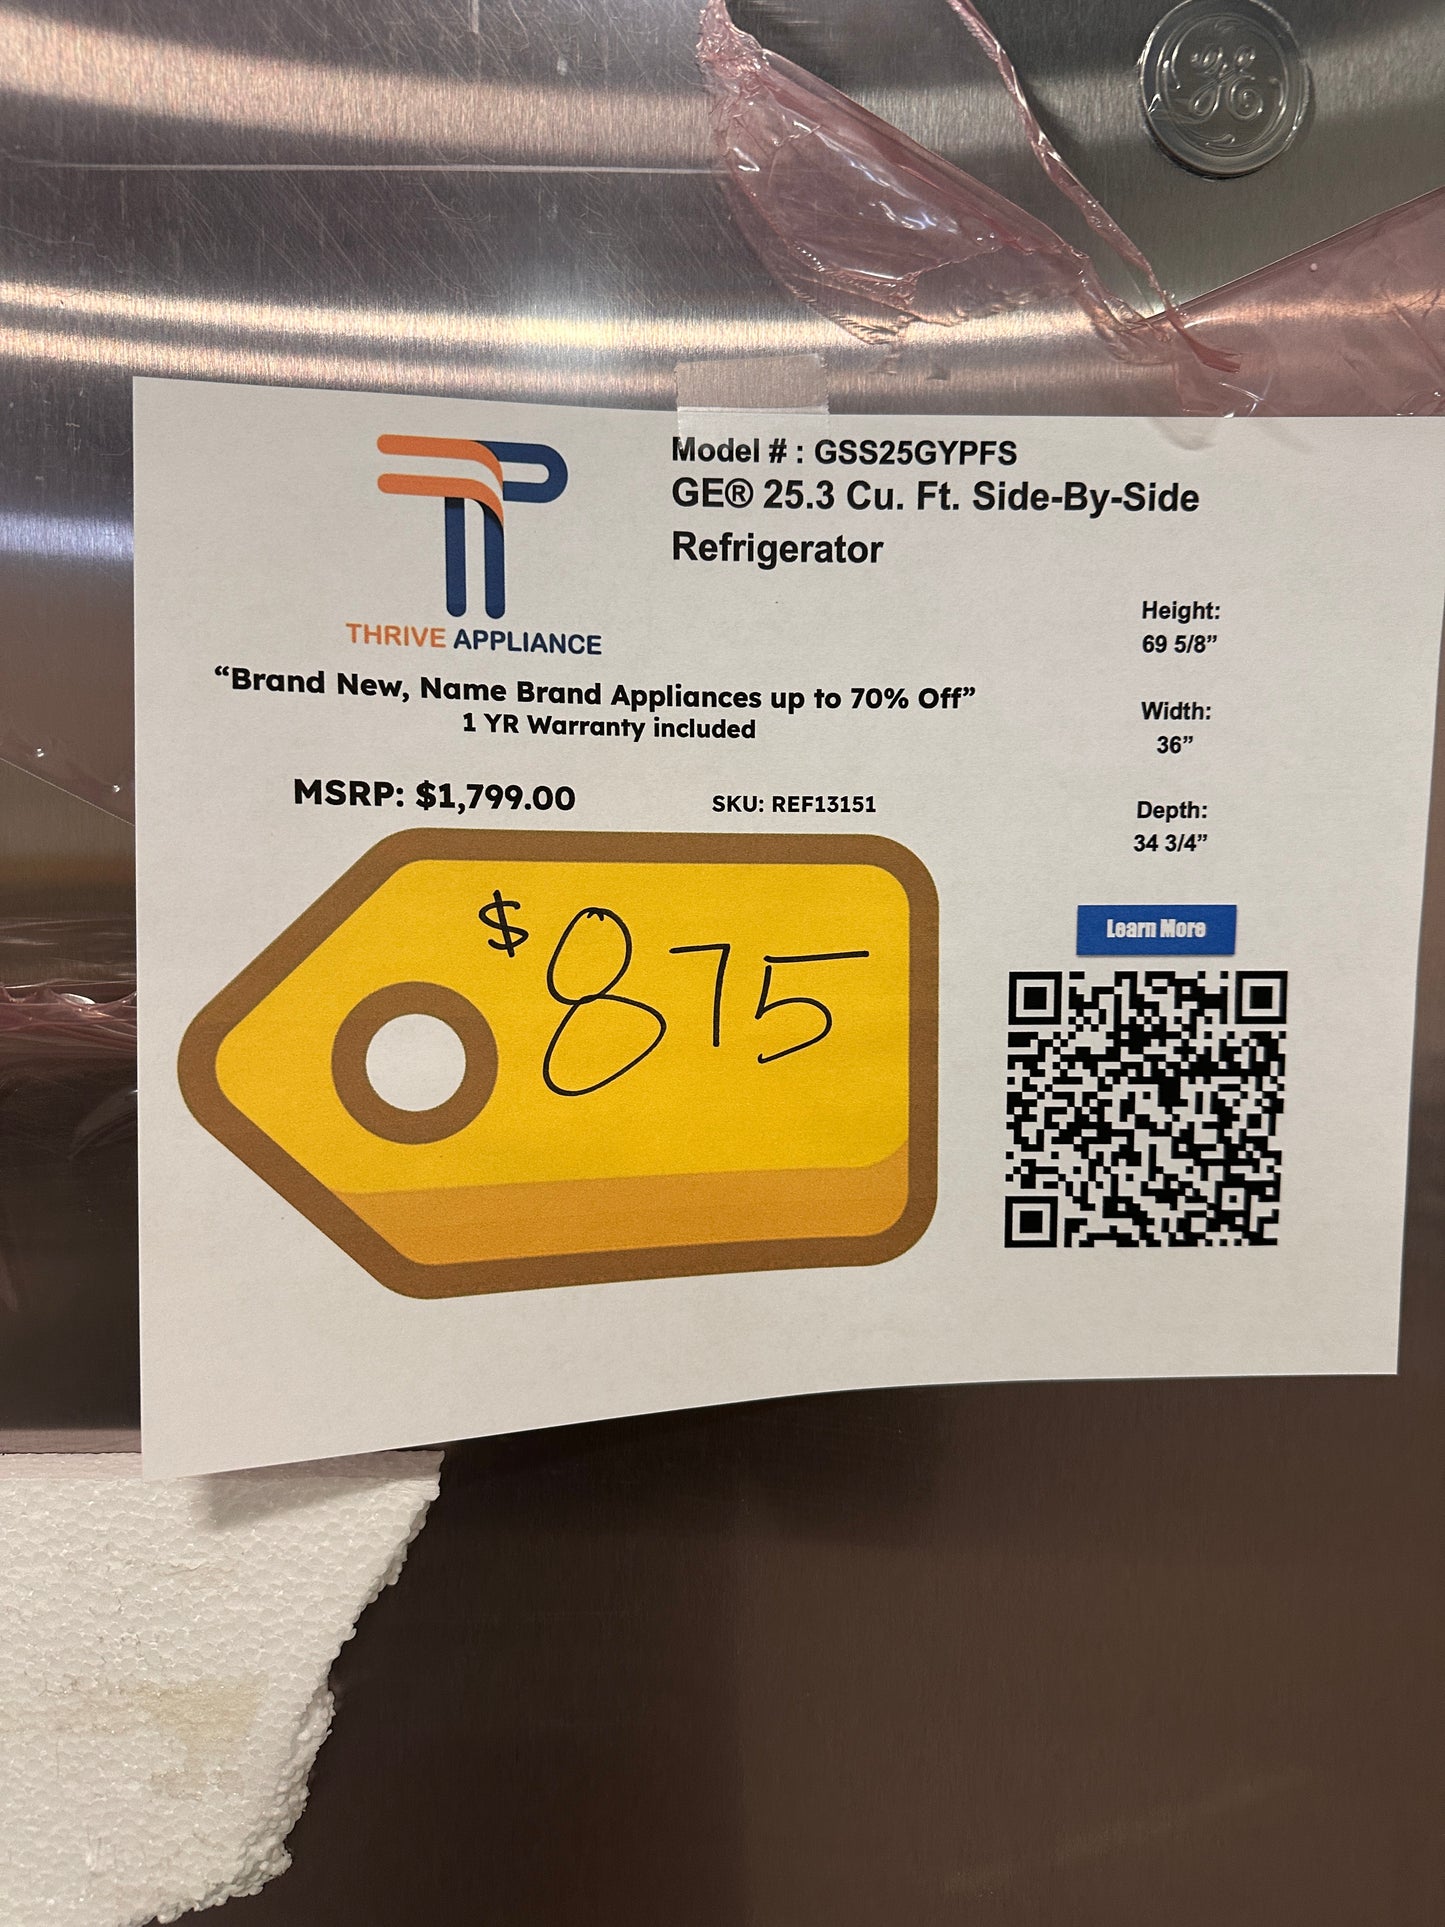 GE
Model # : GSS25GYPFS
GE® 25.3 Cu. Ft. Side-By-Side
Refrigerator
THRIVE APPLIANCE
“Brand New, Name Brand Appliances up to 70% Off”
1 YR Warranty included
MSRP: $1,799.00
SKU: REF13151
$875
Height:
69 5/8”
Width:
36”
Depth:
34 3/4”
Learn More